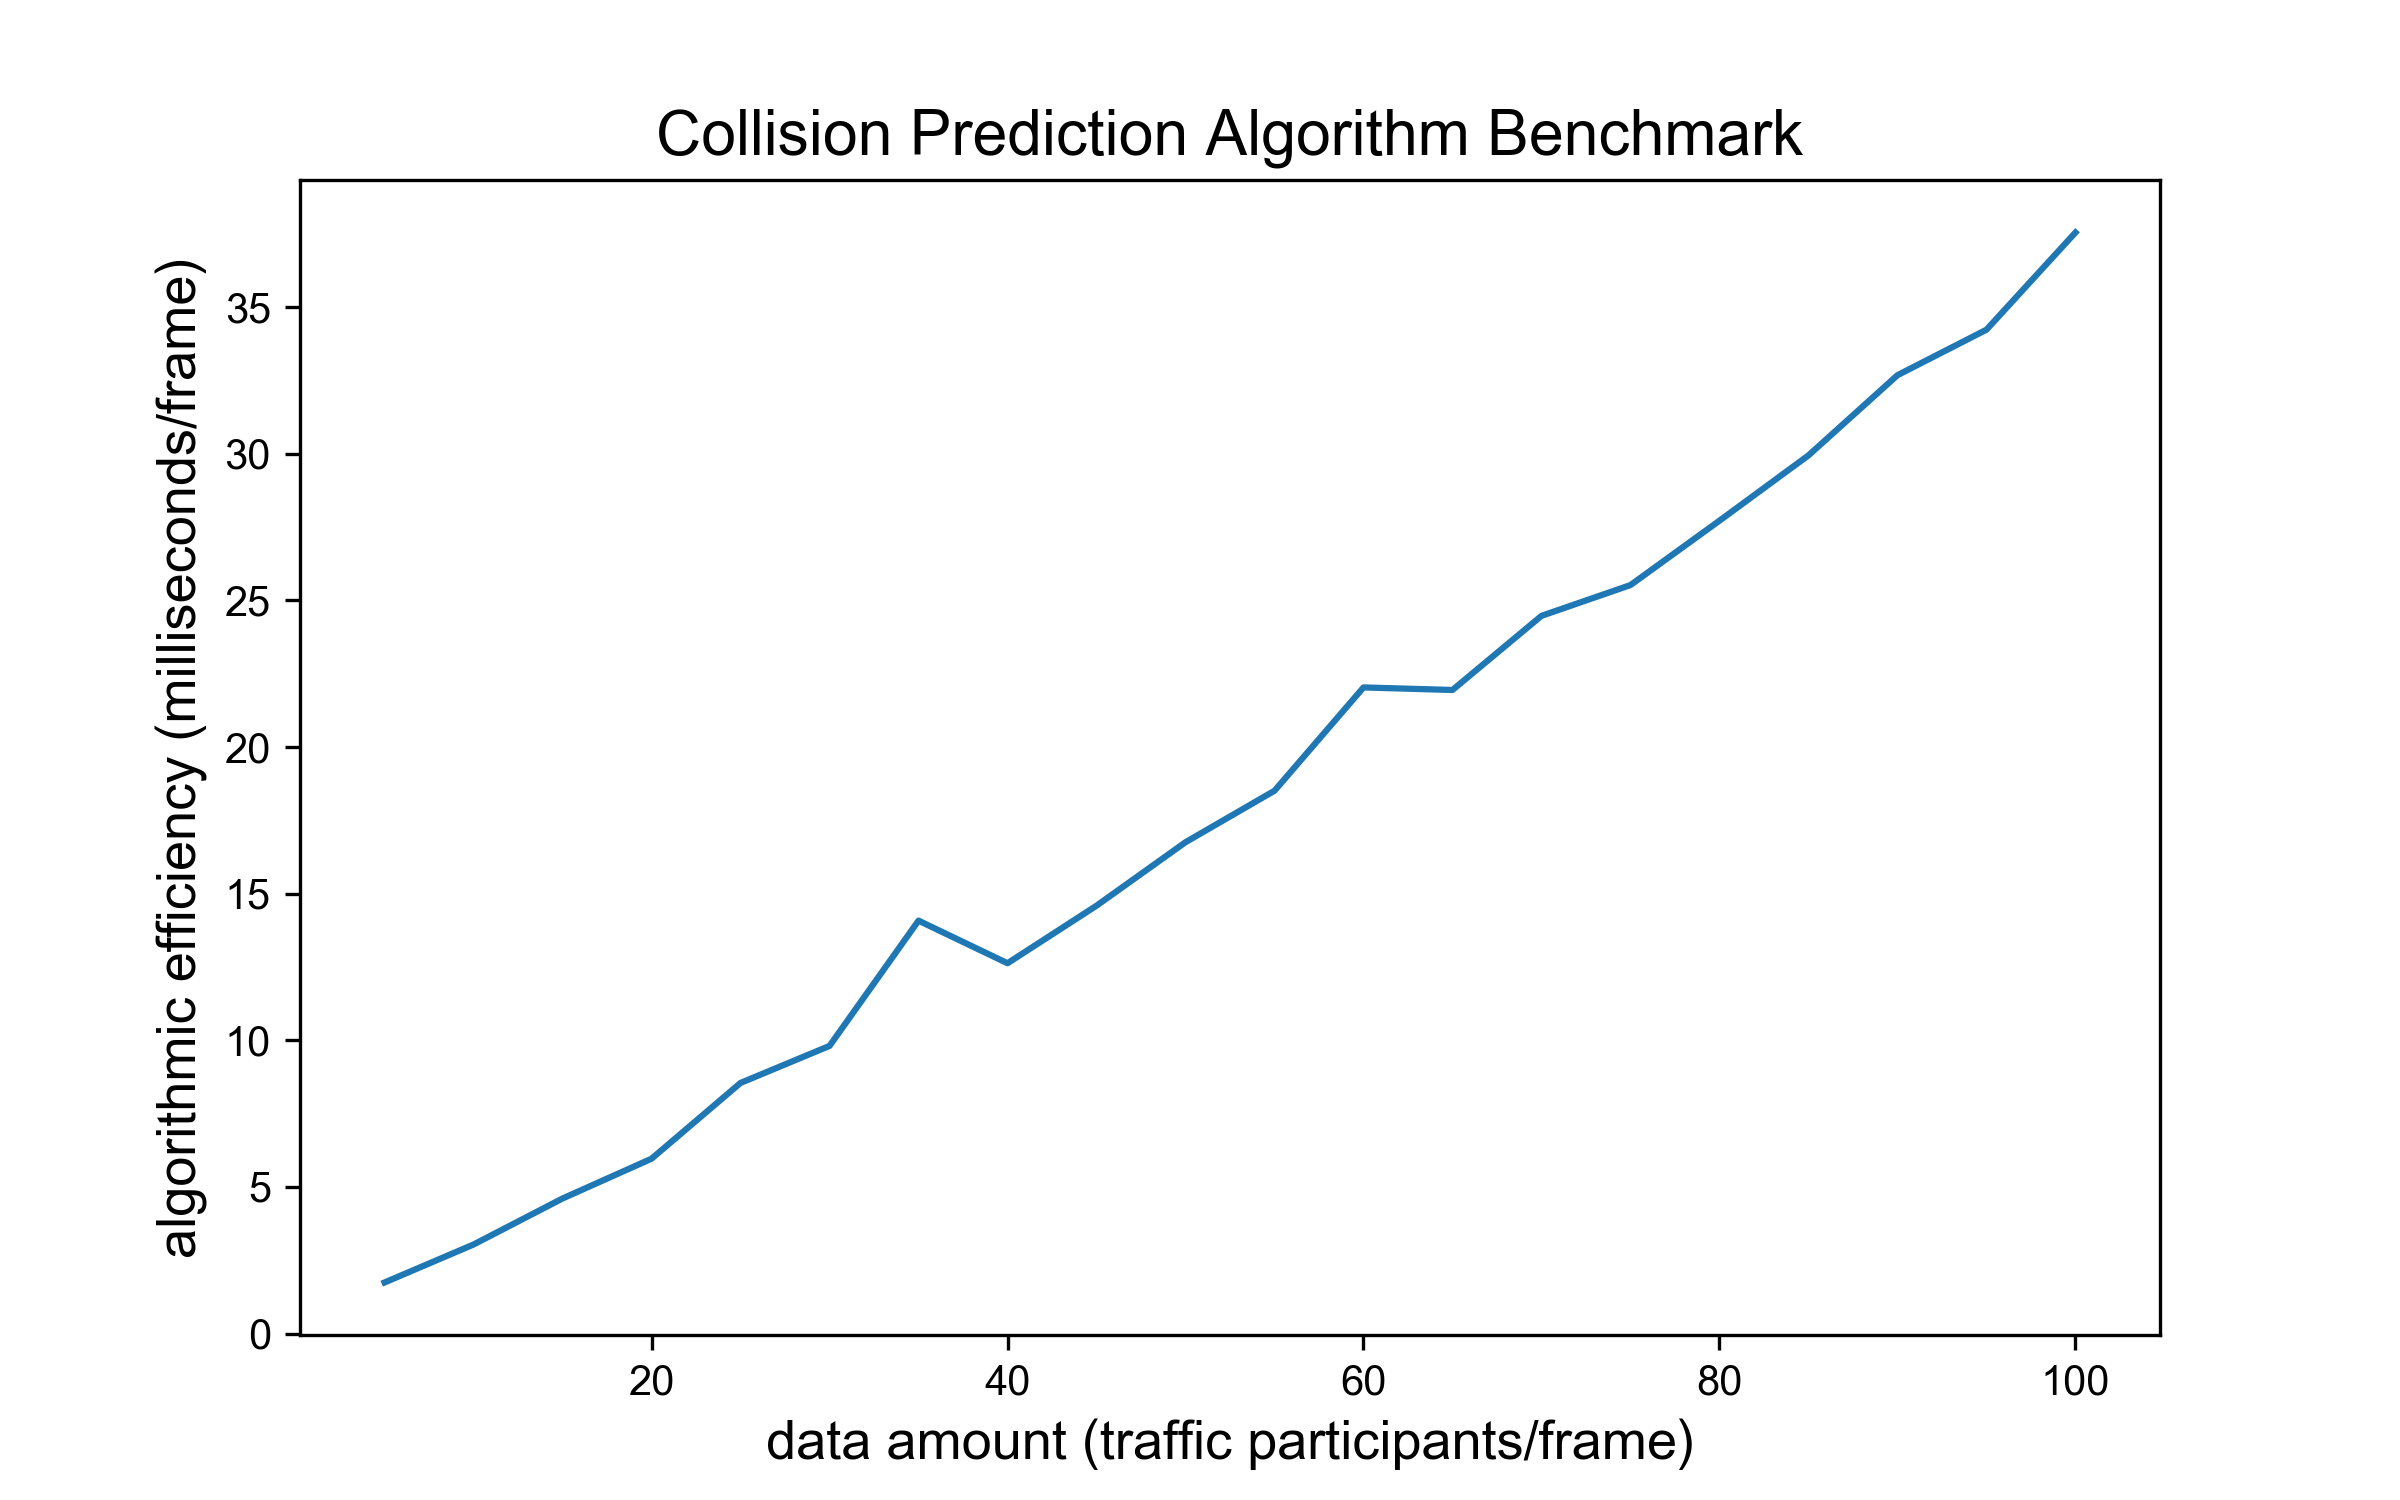 Collision Prediction Algorithm Benchmark
algorithmic efficiency (milliseconds/frame)
35
30
25
20
15
10
5
0
20 40 60 80 100
data amount (traffic participants/frame)